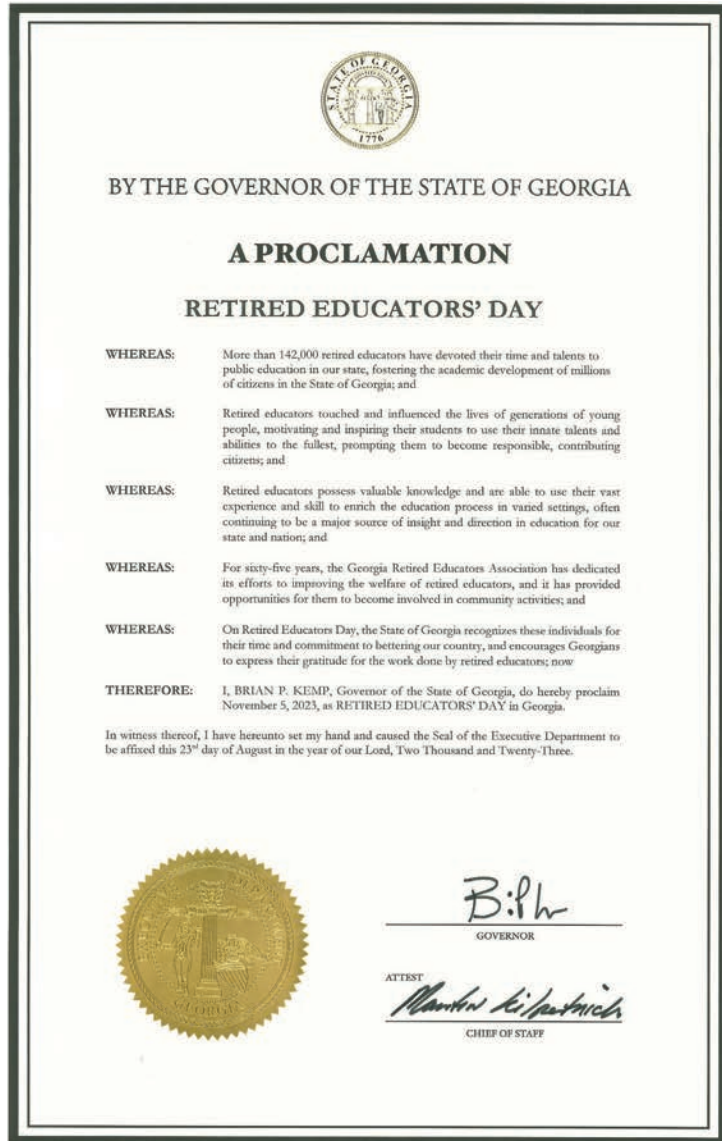 STATE OF GEORGIA
1776
BY THE GOVERNOR OF THE STATE OF GEORGIA
A PROCLAMATION
RETIRED EDUCATORS' DAY
WHEREAS: More than 142,000 retired educators have devoted their time and talents to
public education in our state, fostering the academic development of millions
of citizens in the State of Georgia; and
WHEREAS: Retired educators touched and influenced the lives of generations of young
people, motivating and inspiring their students to use their innate talents and
abilities to the fullest, prompting them to become responsible, contributing
citizens; and
WHEREAS: Retired educators possess valuable knowledge and are able to use their vast
experience and skill to enrich the education process in varied settings, often
continuing to be a major source of insight and direction in education for our
state and nation; and
WHEREAS: For sixty-five years, the Georgia Retired Educators Association has dedicated
its efforts to improving the welfare of retired educators, and it has provided
opportunities for them to become involved in community activities; and
WHEREAS: On Retired Educators Day, the State of Georgia recognizes these individuals for
their time and commitment to bettering our country, and encourages Georgians
to express their gratitude for the work done by retired educators; now
THEREFORE: I, BRIAN P. KEMP, Governor of the State of Georgia, do hereby proclaim
November 5, 2023, as RETIRED EDUCATORS' DAY in Georgia.
In witness thereof, I have hereunto set my hand and caused the Seal of the Executive Department to
be affixed this 23rd day of August in the year of our Lord, Two Thousand and Twenty-Three.
GOVERNOR
ATTEST
CHIEF OF STAFF
GEORGIA